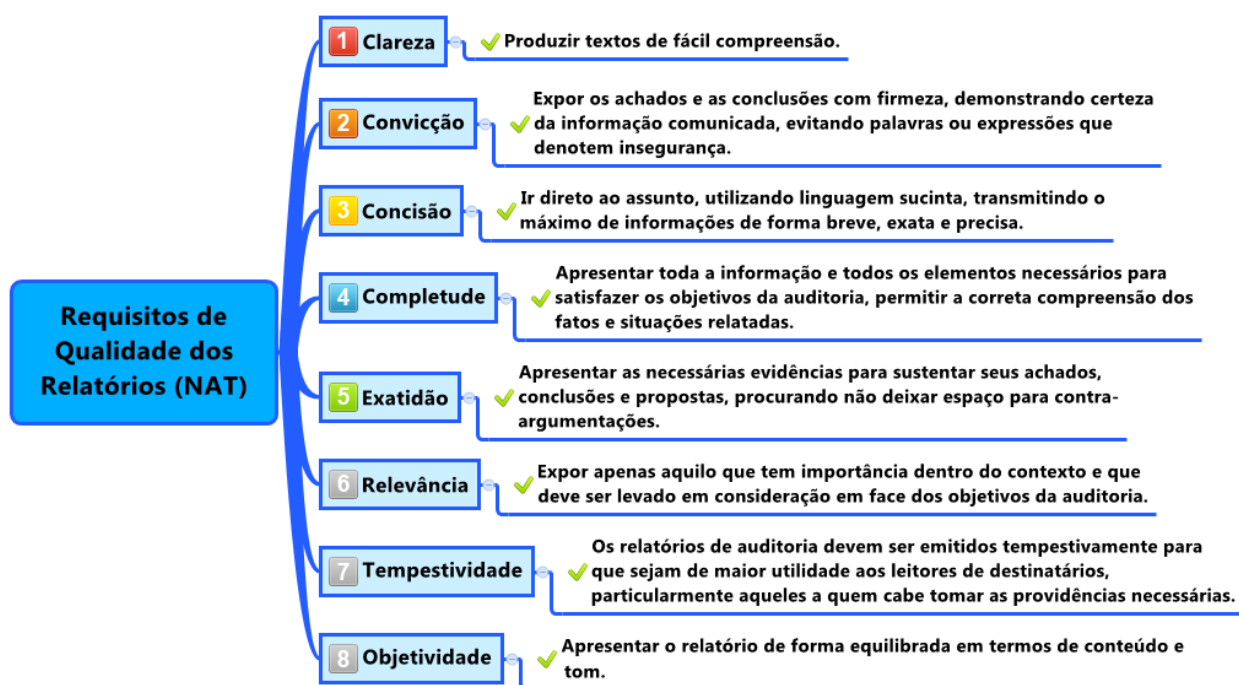 Requisitos de
Qualidade dos
Relatórios (NAT)
1 Clareza
Produzir textos de fácil compreensão.
2 Convicção
Expor os achados e as conclusões com firmeza, demonstrando certeza
da informação comunicada, evitando palavras ou expressões que
denotem insegurança.
3 Concisão
Ir direto ao assunto, utilizando linguagem sucinta, transmitindo o
máximo de informações de forma breve, exata e precisa.
4 Completude
Apresentar toda a informação e todos os elementos necessários para
satisfazer os objetivos da auditoria, permitir a correta compreensão dos
fatos e situações relatadas.
5 Exatidão
Apresentar as necessárias evidências para sustentar seus achados,
conclusões e propostas, procurando não deixar espaço para contra-
argumentações.
6 Relevância
Expor apenas aquilo que tem importância dentro do contexto e que
deve ser levado em consideração em face dos objetivos da auditoria.
7 Tempestividade
Os relatórios de auditoria devem ser emitidos tempestivamente para
que sejam de maior utilidade aos leitores de destinatários,
particularmente aqueles a quem cabe tomar as providências necessárias.
8 Objetividade
Apresentar o relatório de forma equilibrada em termos de conteúdo e
tom.